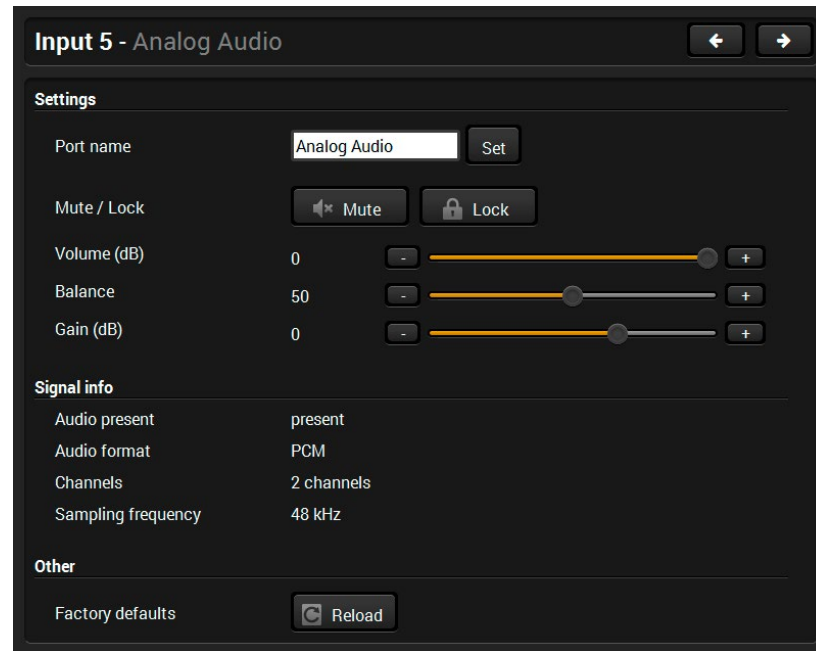 Input 5 - Analog Audio
Settings
Port name Analog Audio Set
Mute / Lock Mute Lock
Volume (dB) 0 - +
Balance 50 - +
Gain (dB) 0 - +
Signal info
Audio present present
Audio format PCM
Channels 2 channels
Sampling frequency 48 kHz
Other
Factory defaults Reload